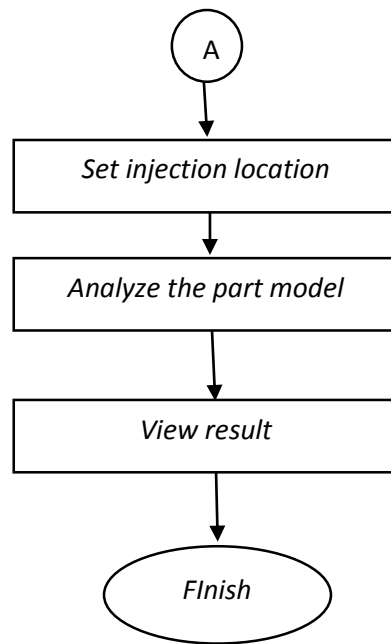 A
Set injection location
Analyze the part model
View result
FInish